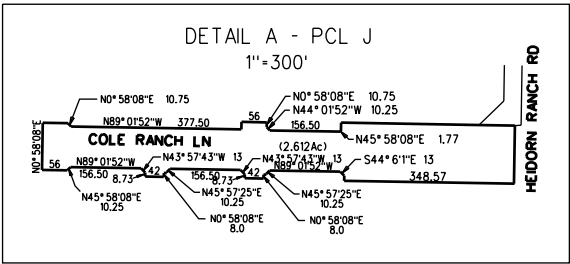 DETAIL A - PCL J
1"=300'
N0°58'08"E 10.75
N0°58'08"E 10.75
N44°01'52"W 10.25
56
N89°01'52"W 377.50
156.50
N45°58'08"E 1.77
COLE RANCH LN
(2.612Ac)
N0°58'08"E
HEIDORN RANCH RD
56
N89°01'52"W
N43°57'43"W 13
N43°57'43"W 13
N89°01'52"W
S44°6'1"E 13
156.50
8.73
42
156.50
8.73
42
348.57
N45°58'08"E
10.25
N45°57'25"E
10.25
N45°57'25"E
10.25
N0°58'08"E
8.0
N0°58'08"E
8.0